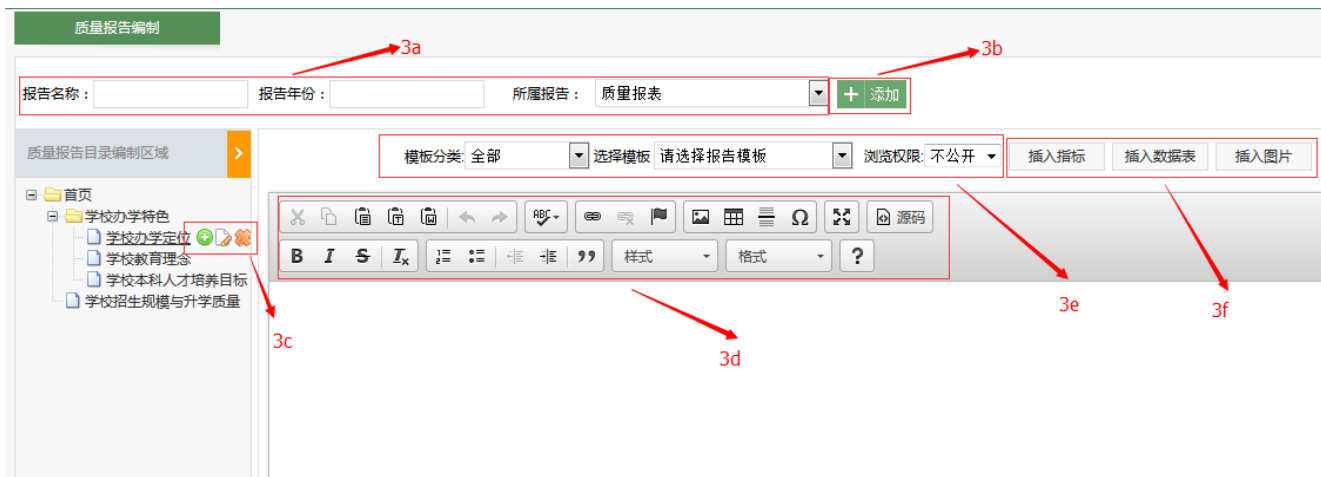 质量报告编制
3a
3b
报告名称： 报告年份： 所属报告： 质量报表 添加
质量报告目录编制区域
模板分类: 全部 选择模板 请选择报告模板 浏览权限: 不公开 插入指标 插入数据表 插入图片
首页
学校办学特色
学校办学定位
学校教育理念
学校本科人才培养目标
学校招生规模与升学质量
ABC Ω 源码
B I S Ix 样式 格式 ?
3c
3d
3e
3f